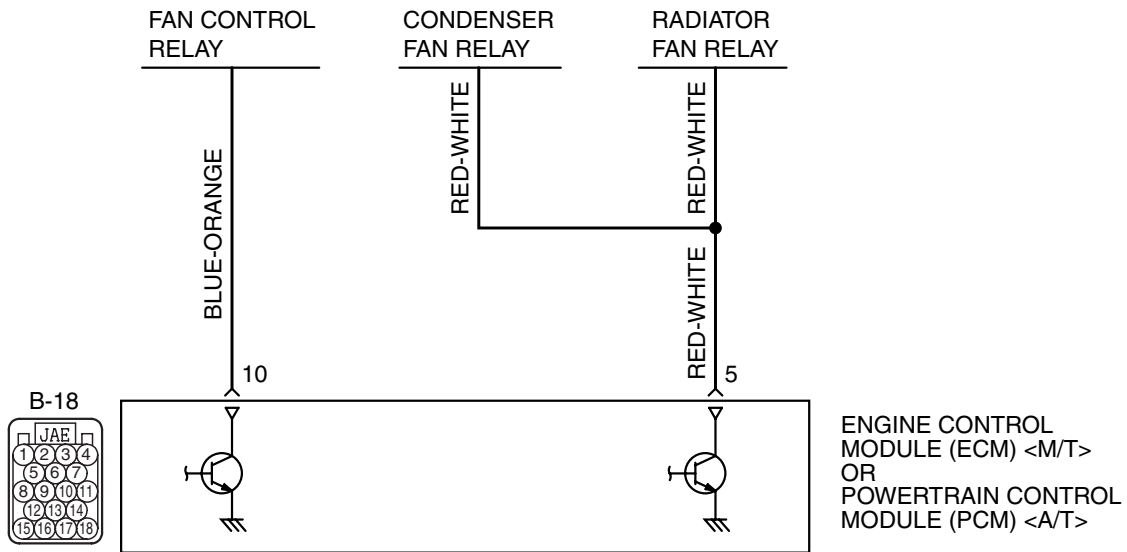 FAN CONTROL
RELAY
CONDENSER
FAN RELAY
RADIATOR
FAN RELAY
BLUE-ORANGE
RED-WHITE
RED-WHITE
RED-WHITE
10
5
B-18
JAE
1 2 3 4
5 6 7
8 9 10 11
12 13 14
15 16 17 18
ENGINE CONTROL
MODULE (ECM) <M/T>
OR
POWERTRAIN CONTROL
MODULE (PCM) <A/T>